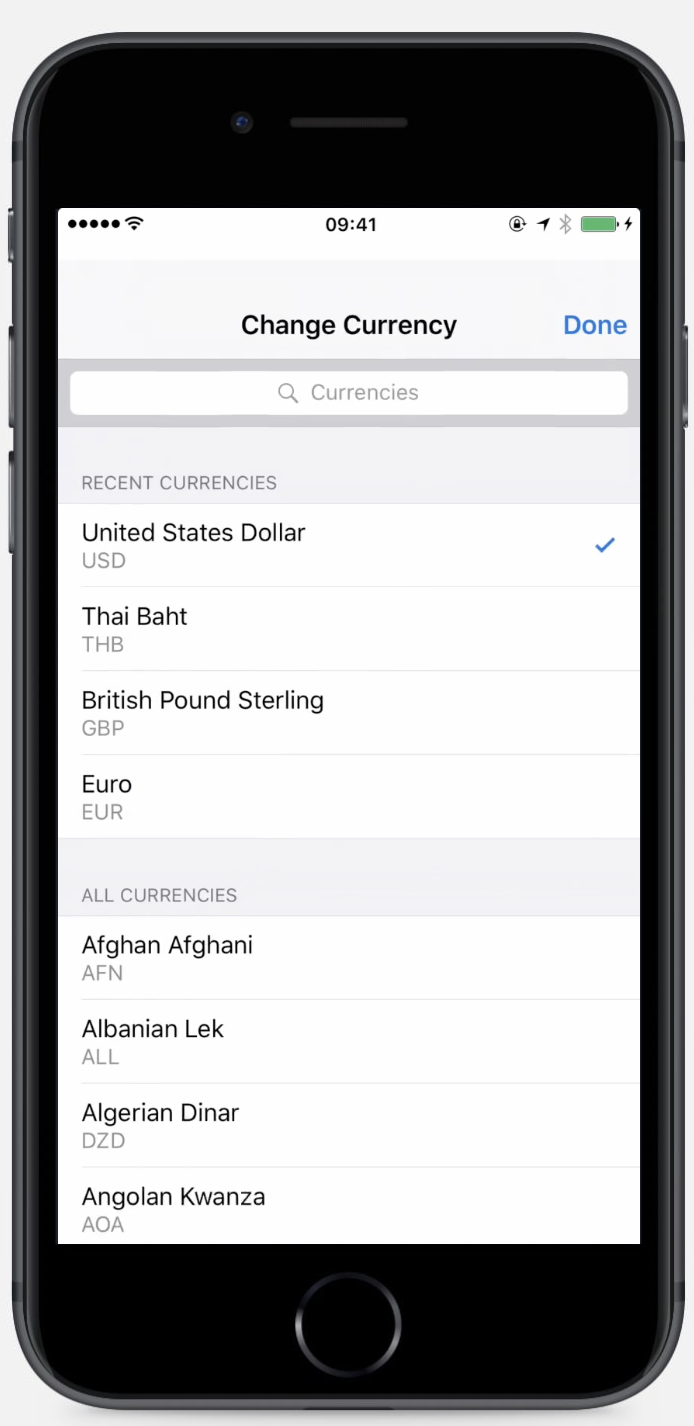 09:41
Change Currency
Done
Currencies
RECENT CURRENCIES
United States Dollar
USD
Thai Baht
THB
British Pound Sterling
GBP
Euro
EUR
ALL CURRENCIES
Afghan Afghani
AFN
Albanian Lek
ALL
Algerian Dinar
DZD
Angolan Kwanza
AOA